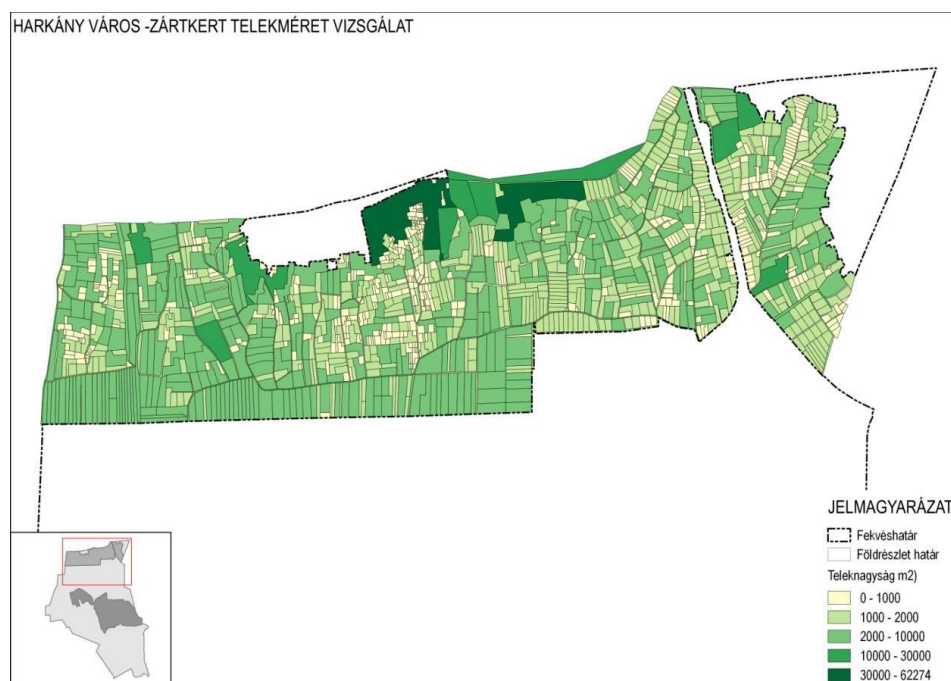 HARKÁNY VÁROS -ZÁRTKERT TELEKMÉRET VIZSGÁLAT
JELMAGYARÁZAT
Fekvéshatár
Földrészlet határ
Teleknagyság m2)
0 - 1000
1000 - 2000
2000 - 10000
10000 - 30000
30000 - 62274